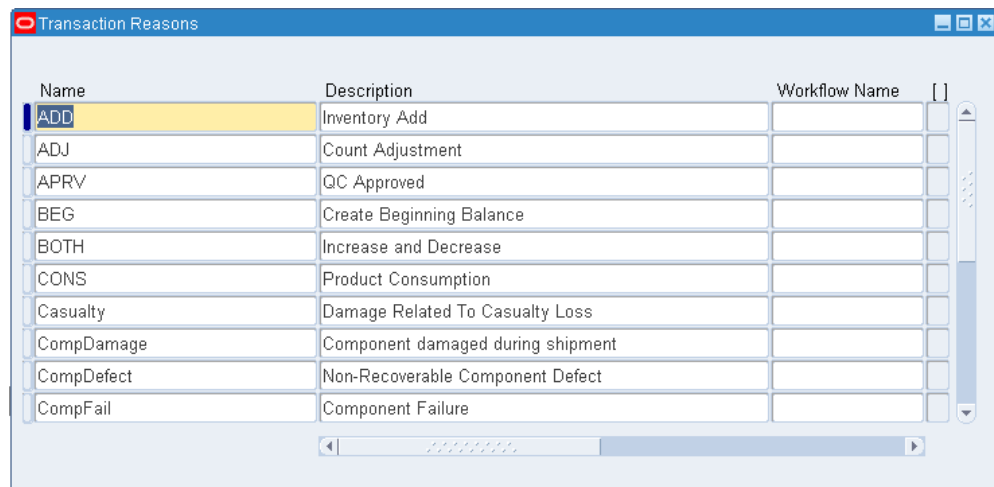 Transaction Reasons
Name Description Workflow Name [ ]
ADD Inventory Add
ADJ Count Adjustment
APRV QC Approved
BEG Create Beginning Balance
BOTH Increase and Decrease
CONS Product Consumption
Casualty Damage Related To Casualty Loss
CompDamage Component damaged during shipment
CompDefect Non-Recoverable Component Defect
CompFail Component Failure